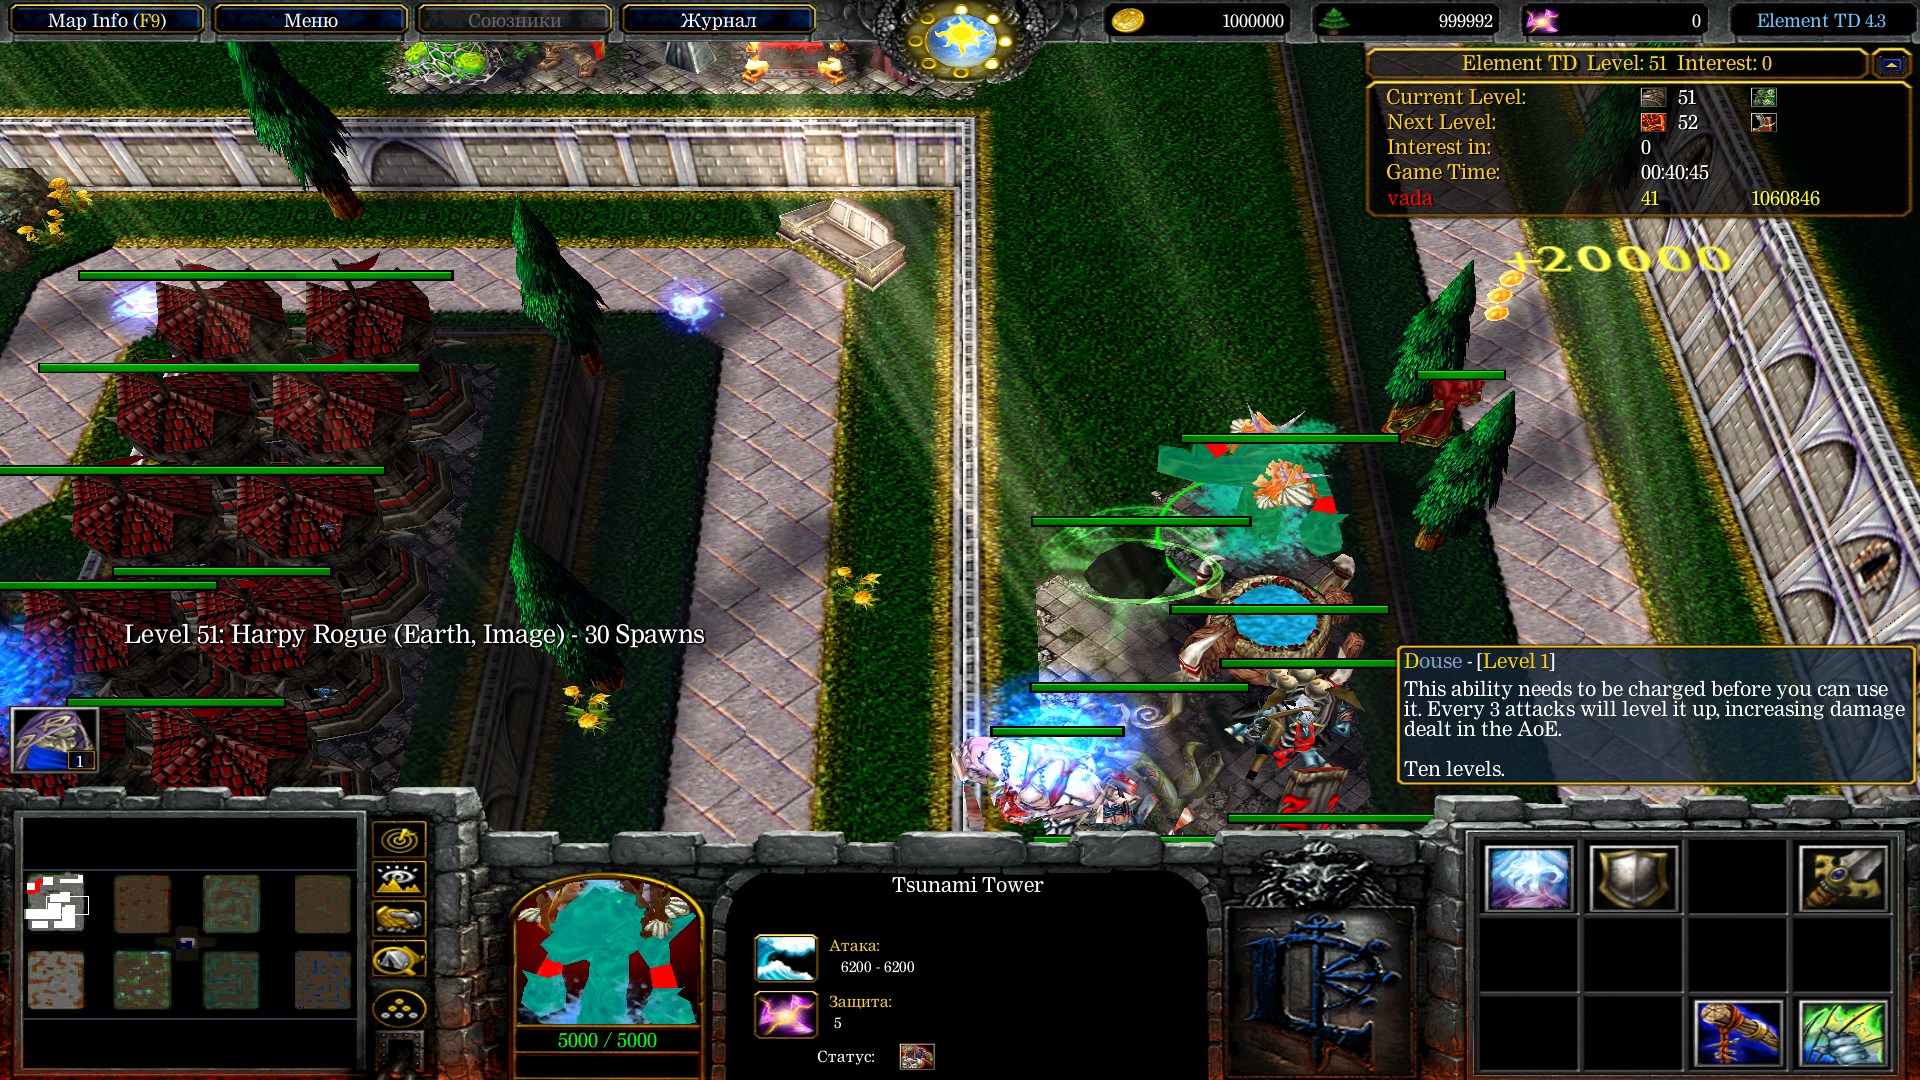 Map Info (F9)
Меню
Союзники
Журнал
1000000
999992
0
Element TD 4.3
Element TD Level: 51 Interest: 0
Current Level: 51
Next Level: 52
Interest in: 0
Game Time: 00:40:45
vada 41 1060846
+20000
Level 51: Harpy Rogue (Earth, Image) - 30 Spawns
Douse - [Level 1]
This ability needs to be charged before you can use
it. Every 3 attacks will level it up, increasing damage
dealt in the AoE.
Ten levels.
1
Tsunami Tower
Атака:
6200 - 6200
Защита:
5
Статус:
5000 / 5000